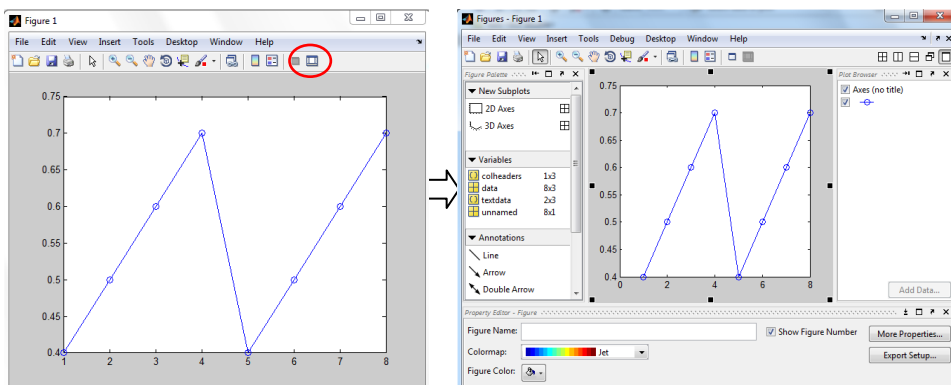 Figure 1
File Edit View Insert Tools Desktop Window Help
0.75
0.7
0.65
0.6
0.55
0.5
0.45
0.4
1 2 3 4 5 6 7 8
Figures - Figure 1
File Edit View Insert Tools Debug Desktop Window Help
Figure Palette
New Subplots
2D Axes
3D Axes
Variables
colheaders 1x3
data 8x3
textdata 2x3
unnamed 8x1
Annotations
Line
Arrow
Double Arrow
0.75
0.7
0.65
0.6
0.55
0.5
0.45
0.4
0 2 4 6 8
Plot Browser
Axes (no title)
Add Data...
Property Editor - Figure
Figure Name:
Show Figure Number
More Properties...
Colormap:
Jet
Export Setup...
Figure Color: